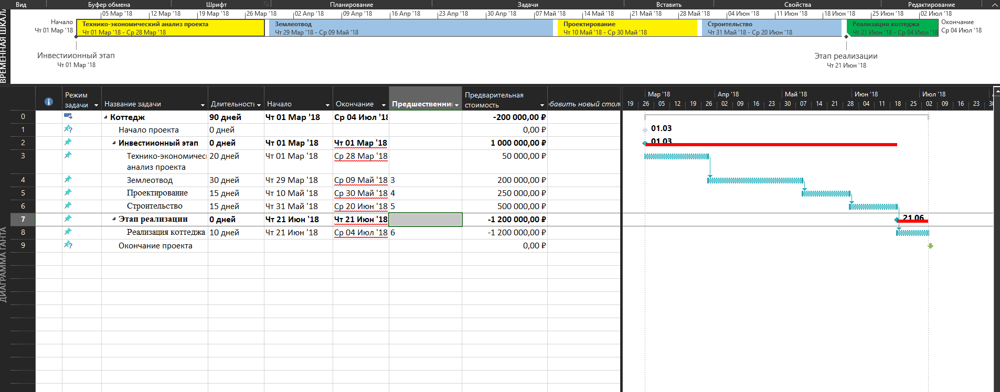 Вид Буфер обмена Шрифт Планирование Задачи Вставить Свойства Редактирование
05 Мар '18 12 Мар '18 19 Мар '18 26 Мар '18 02 Апр '18 09 Апр '18 16 Апр '18 23 Апр '18 30 Апр '18 07 Май '18 14 Май '18 21 Май '18 28 Май '18 04 Июн '18 11 Июн '18 18 Июн '18 25 Июн '18 02 Июл '18
Начало
Чт 01 Мар '18
Технико-экономический анализ проекта
Чт 01 Мар '18 - Ср 28 Мар '18
Землеотвод
Чт 29 Мар '18 - Ср 09 Май '18
Проектирование
Чт 10 Май '18 - Ср 30 Май '18
Строительство
Чт 31 Май '18 - Ср 20 Июн '18
Реализация коттеджа
Чт 21 Июн '18 - Ср 04 Июл '18
Окончание
Ср 04 Июл '18
Инвестиионный этап
Чт 01 Мар '18
Этап реализации
Чт 21 Июн '18
ВРЕМЕННАЯ ШКАЛ
Режим задачи Название задачи Длительность Начало Окончание Предшественни Предварительная стоимость обавить новый столб
Мар '18 Апр '18 Май '18 Июн '18 Июл '18
19 26 05 12 19 26 02 09 16 23 30 07 14 21 28 04 11 18 25 02 09 16 23 30
0 Коттедж 90 дней Чт 01 Мар '18 Ср 04 Июл '18 -200 000,00 ₽
1 Начало проекта 0 дней 0,00 ₽ 01.03
2 Инвестиионный этап 0 дней Чт 01 Мар '18 Чт 01 Мар '18 1 000 000,00 ₽ 01.03
3 Технико-экономичес 20 дней Чт 01 Мар '18 Ср 28 Мар '18 50 000,00 ₽
анализ проекта
4 Землеотвод 30 дней Чт 29 Мар '18 Ср 09 Май '18 3 200 000,00 ₽
5 Проектирование 15 дней Чт 10 Май '18 Ср 30 Май '18 4 250 000,00 ₽
6 Строительство 15 дней Чт 31 Май '18 Ср 20 Июн '18 5 500 000,00 ₽
7 Этап реализации 0 дней Чт 21 Июн '18 Чт 21 Июн '18 -1 200 000,00 ₽ 21.06
8 Реализация коттеджа 10 дней Чт 21 Июн '18 Ср 04 Июл '18 6 -1 200 000,00 ₽
9 Окончание проекта 0,00 ₽
ДИАГРАММА ГАНТА